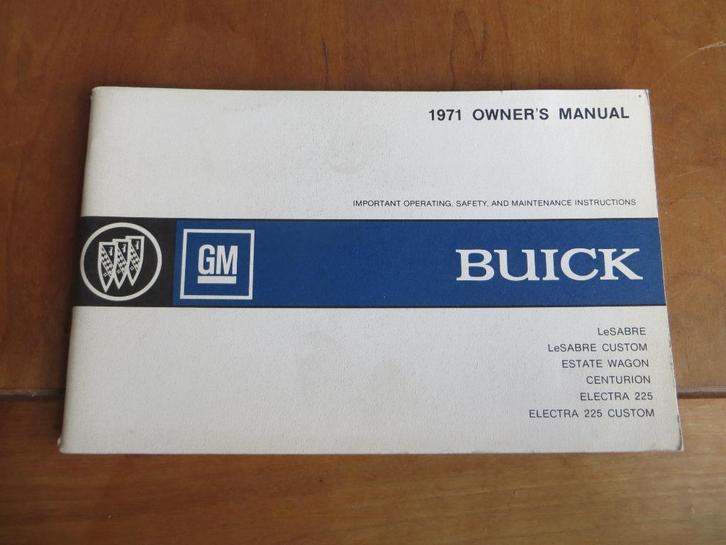 1971 OWNER'S MANUAL
IMPORTANT OPERATING, SAFETY, AND MAINTENANCE INSTRUCTIONS
GM
BUICK
LeSABRE
LeSABRE CUSTOM
ESTATE WAGON
CENTURION
ELECTRA 225
ELECTRA 225 CUSTOM